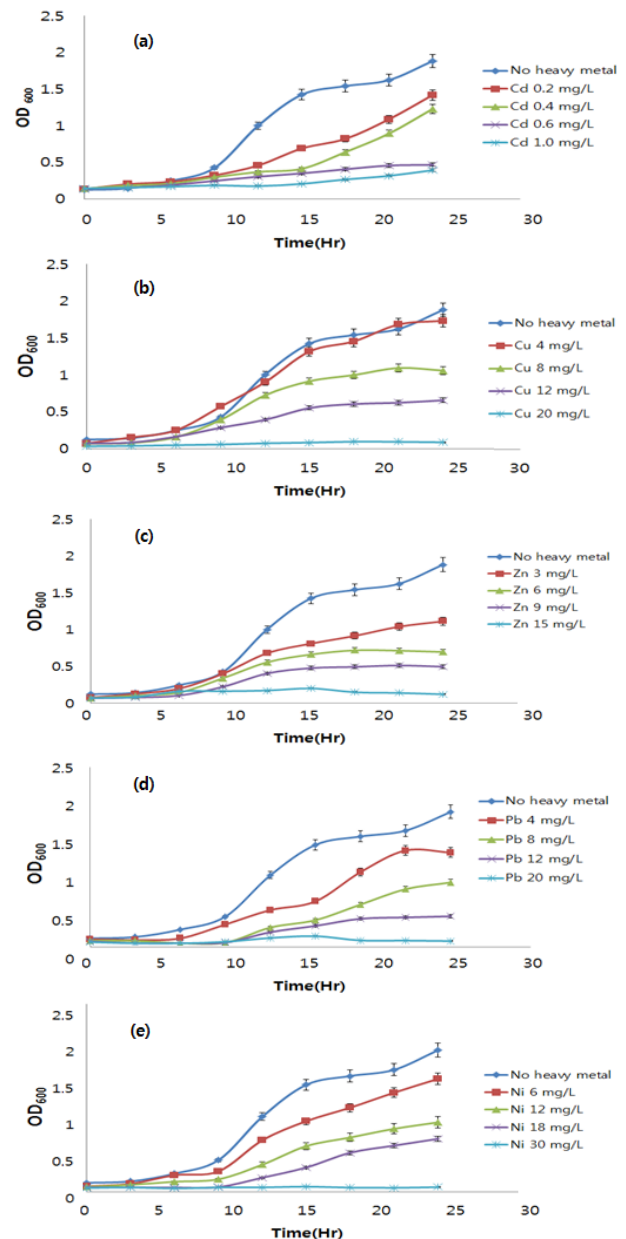 (a)
2.5
2
1.5
1
0.5
0
OD600
0 5 10 15 20 25 30
Time(Hr)
No heavy metal
Cd 0.2 mg/L
Cd 0.4 mg/L
Cd 0.6 mg/L
Cd 1.0 mg/L
(b)
2.5
2
1.5
1
0.5
0
OD600
0 5 10 15 20 25 30
Time(Hr)
No heavy metal
Cu 4 mg/L
Cu 8 mg/L
Cu 12 mg/L
Cu 20 mg/L
(c)
2.5
2
1.5
1
0.5
0
OD600
0 5 10 15 20 25 30
Time(Hr)
No heavy metal
Zn 3 mg/L
Zn 6 mg/L
Zn 9 mg/L
Zn 15 mg/L
(d)
2.5
2
1.5
1
0.5
0
OD600
0 5 10 15 20 25 30
Time(Hr)
No heavy metal
Pb 4 mg/L
Pb 8 mg/L
Pb 12 mg/L
Pb 20 mg/L
(e)
2.5
2
1.5
1
0.5
0
OD600
0 5 10 15 20 25 30
Time(Hr)
No heavy metal
Ni 6 mg/L
Ni 12 mg/L
Ni 18 mg/L
Ni 30 mg/L